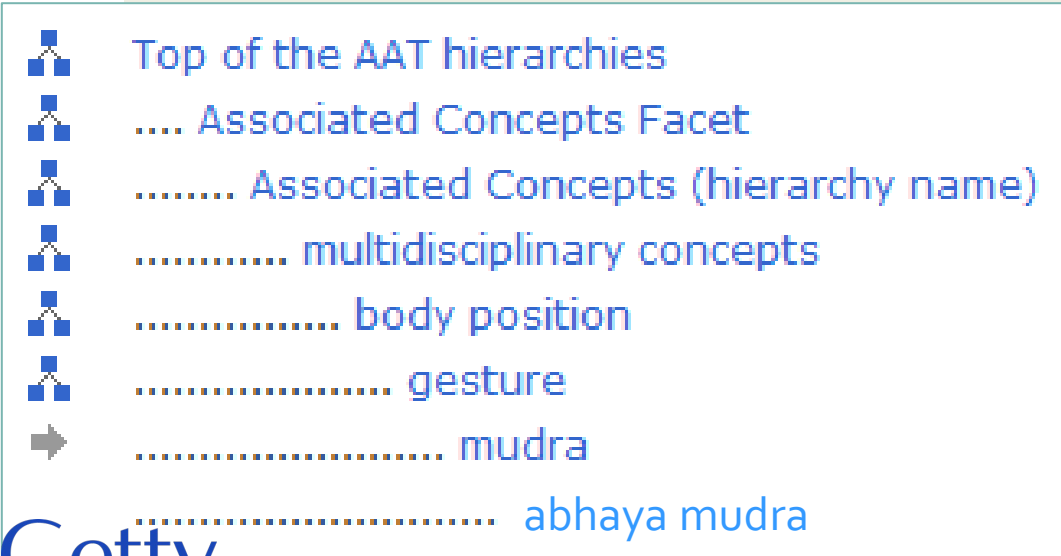 Top of the AAT hierarchies
.... Associated Concepts Facet
........ Associated Concepts (hierarchy name)
............ multidisciplinary concepts
................ body position
.................... gesture
........................ mudra
............................ abhaya mudra
Getty